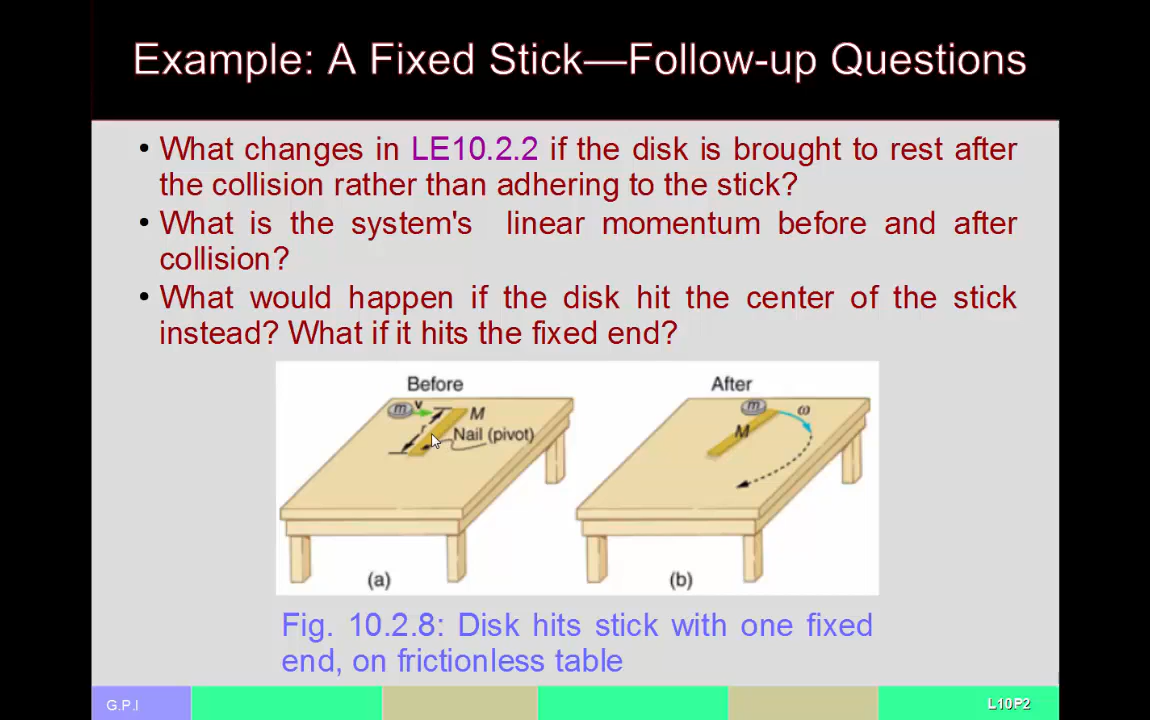 Example: A Fixed Stick—Follow-up Questions
• What changes in LE10.2.2 if the disk is brought to rest after
the collision rather than adhering to the stick?
• What is the system's linear momentum before and after
collision?
• What would happen if the disk hit the center of the stick
instead? What if it hits the fixed end?
Before
After
m v M
r
Nail (pivot)
m ω
M
(a)
(b)
Fig. 10.2.8: Disk hits stick with one fixed
end, on frictionless table
G.P.I
L10P2